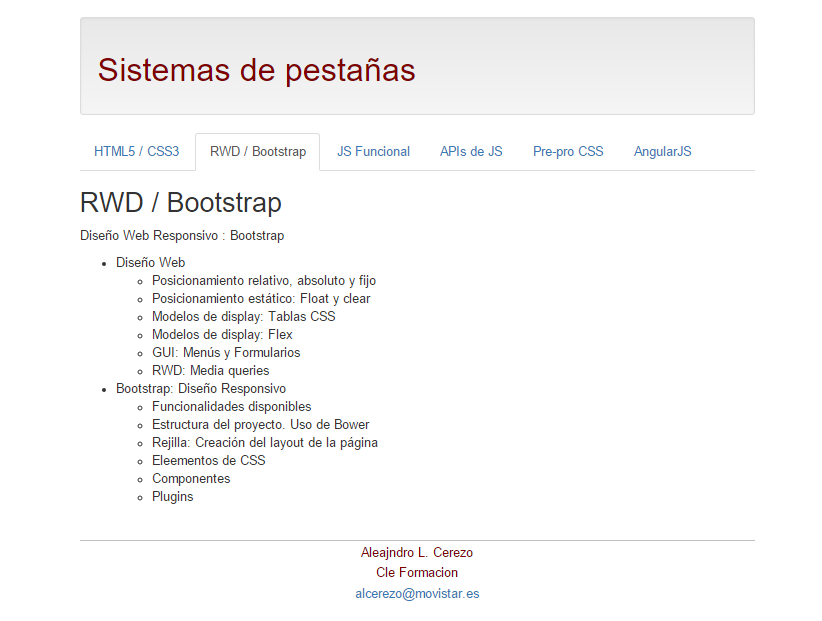 Sistemas de pestañas
HTML5 / CSS3 RWD / Bootstrap JS Funcional APIs de JS Pre-pro CSS AngularJS
RWD / Bootstrap
Diseño Web Responsivo : Bootstrap
Diseño Web
Posicionamiento relativo, absoluto y fijo
Posicionamiento estático: Float y clear
Modelos de display: Tablas CSS
Modelos de display: Flex
GUI: Menús y Formularios
RWD: Media queries
Bootstrap: Diseño Responsivo
Funcionalidades disponibles
Estructura del proyecto. Uso de Bower
Rejilla: Creación del layout de la página
Eleementos de CSS
Componentes
Plugins
Aleajndro L. Cerezo
Cle Formacion
alcerezo@movistar.es